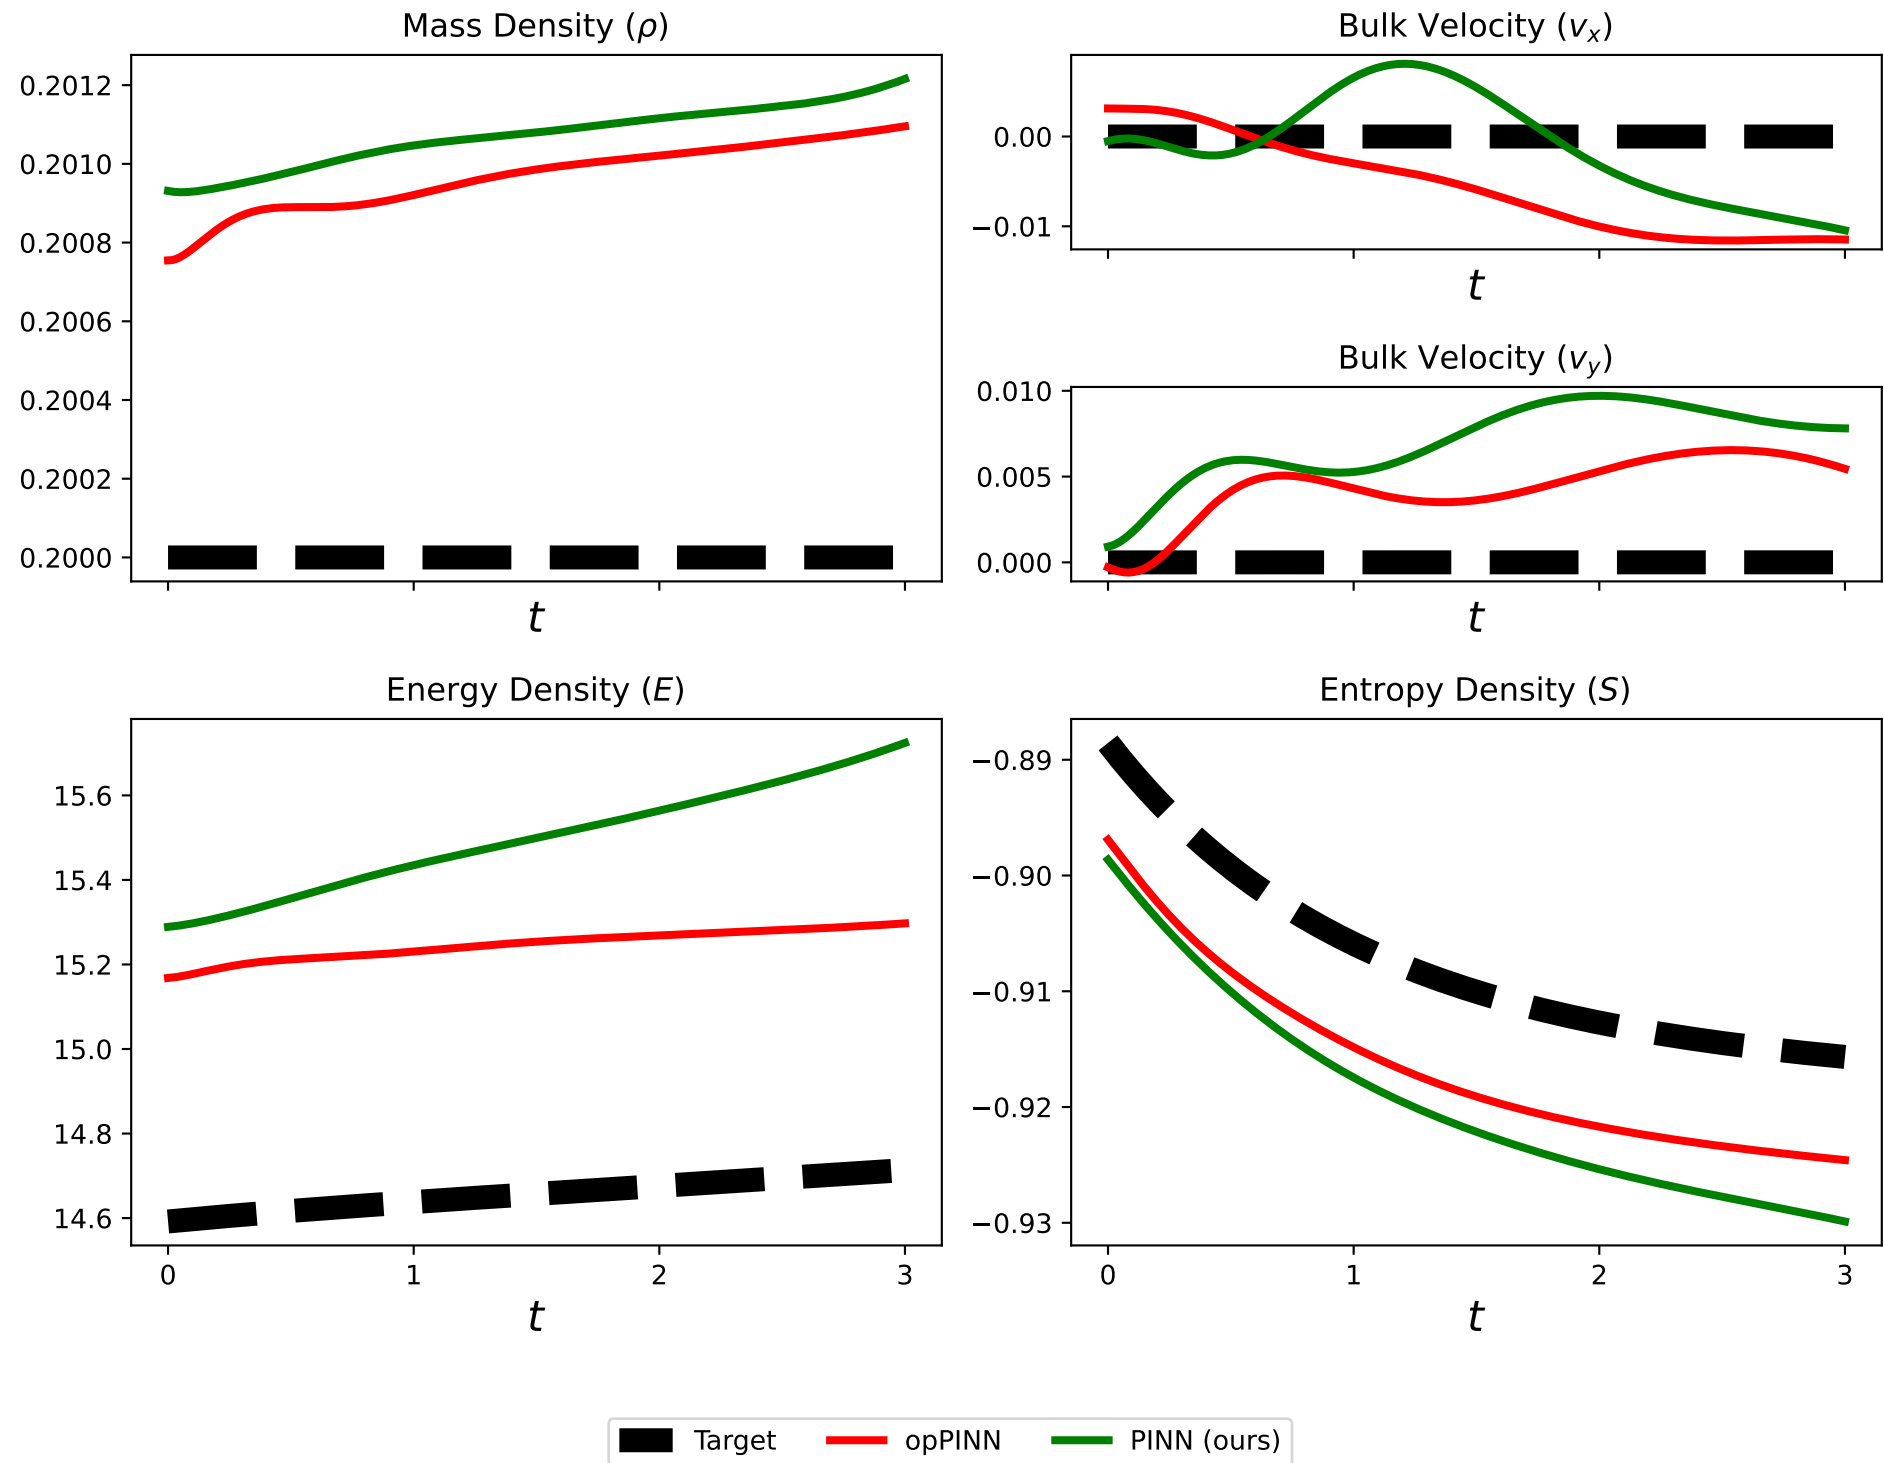 Mass Density (ρ)
0.2012
0.2010
0.2008
0.2006
0.2004
0.2002
0.2000
t
Bulk Velocity (vₓ)
0.00
−0.01
t
Bulk Velocity (v_y)
0.010
0.005
0.000
t
Energy Density (E)
15.6
15.4
15.2
15.0
14.8
14.6
0 1 2 3
t
Entropy Density (S)
−0.89
−0.90
−0.91
−0.92
−0.93
0 1 2 3
t
Target opPINN PINN (ours)